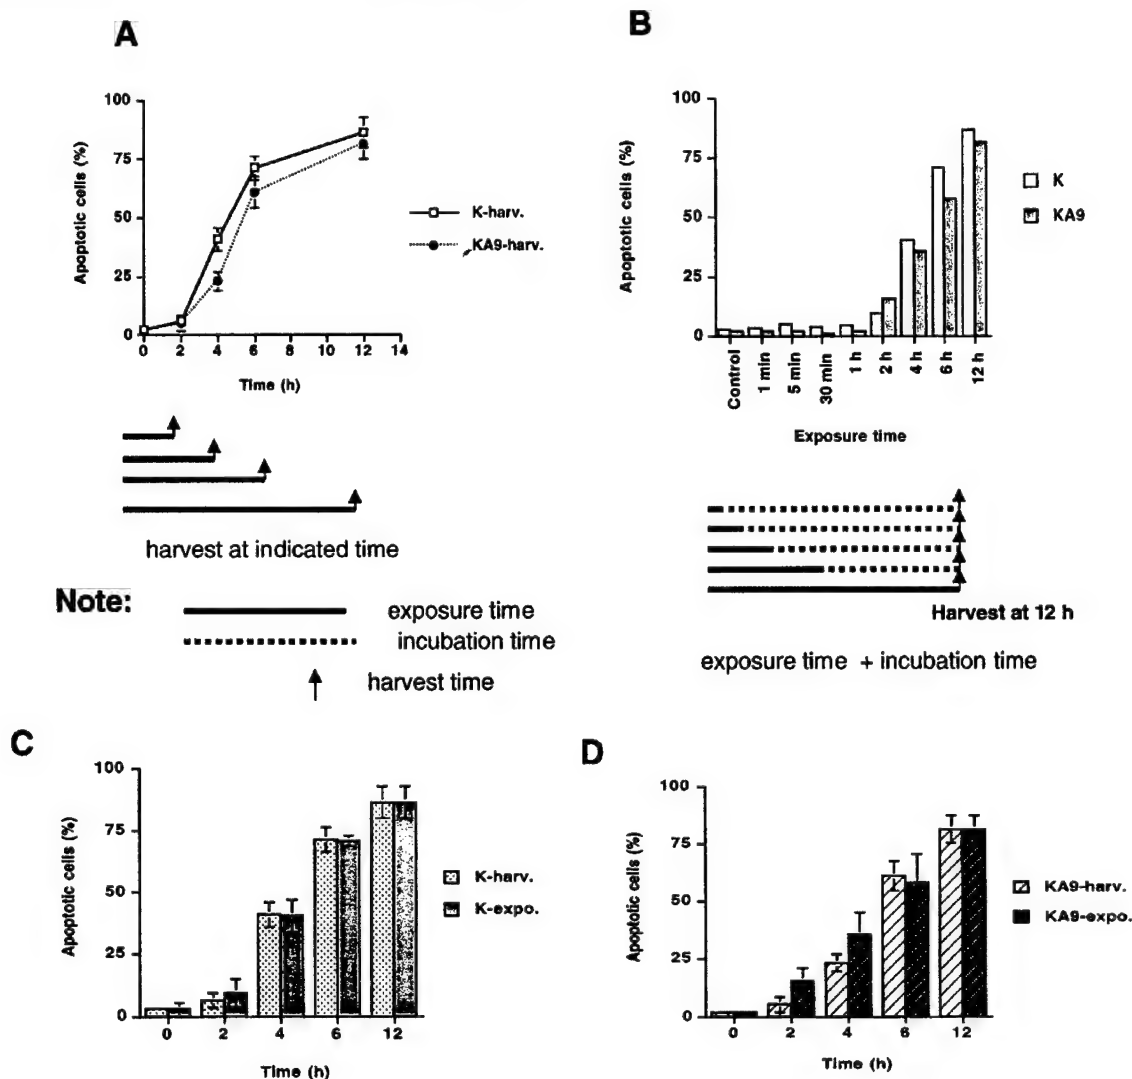 A
Apoptotic cells (%)
100
75
50
25
0
0 2 4 6 8 10 12 14
Time (h)
K-harv.
KA9-harv.
harvest at indicated time
Note:
exposure time
incubation time
harvest time
B
Apoptotic cells (%)
100
75
50
25
0
Control
1 min
5 min
30 min
1 h
2 h
4 h
6 h
12 h
Exposure time
K
KA9
Harvest at 12 h
exposure time + incubation time
C
Apoptotic cells (%)
100
75
50
25
0
0 2 4 6 12
Time (h)
K-harv.
K-expo.
D
Apoptotic cells (%)
100
75
50
25
0
0 2 4 6 12
Time (h)
KA9-harv.
KA9-expo.